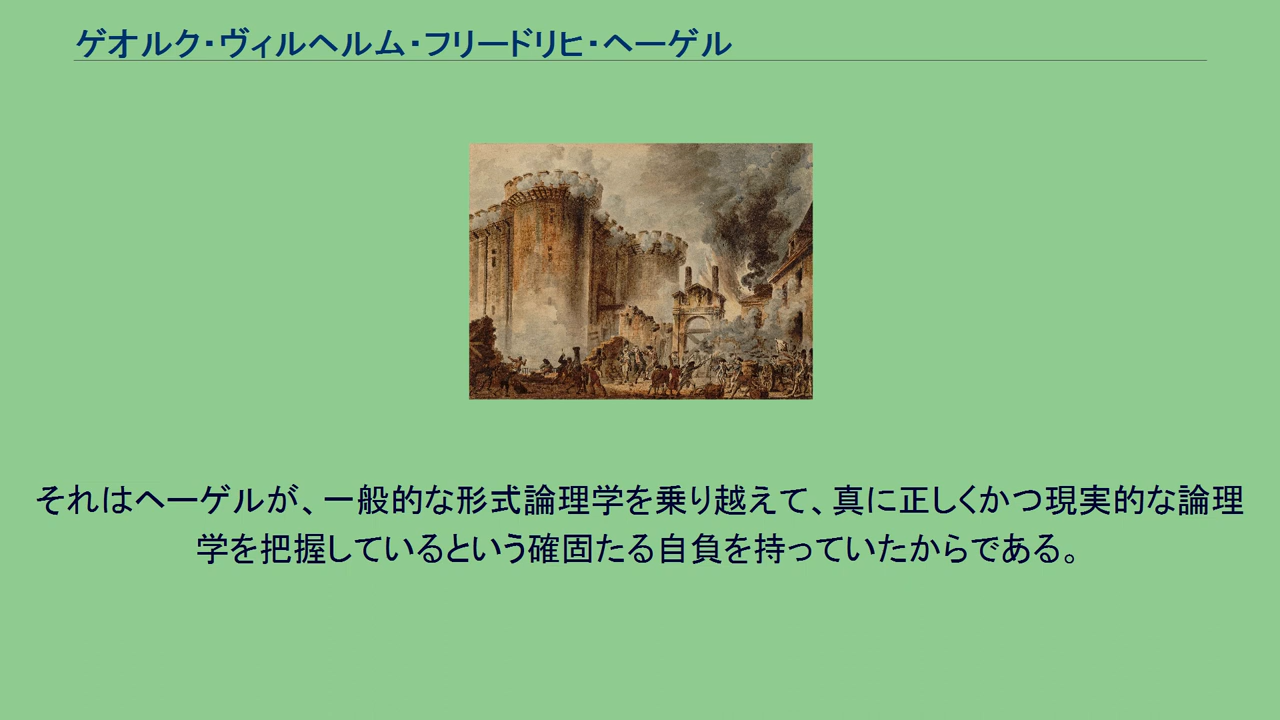 ゲオルク・ヴィルヘルム・フリードリヒ・ヘーゲル
それはヘーゲルが、一般的な形式論理学を乗り越えて、真に正しくかつ現実的な論理
学を把握しているという確固たる自負を持っていたからである。